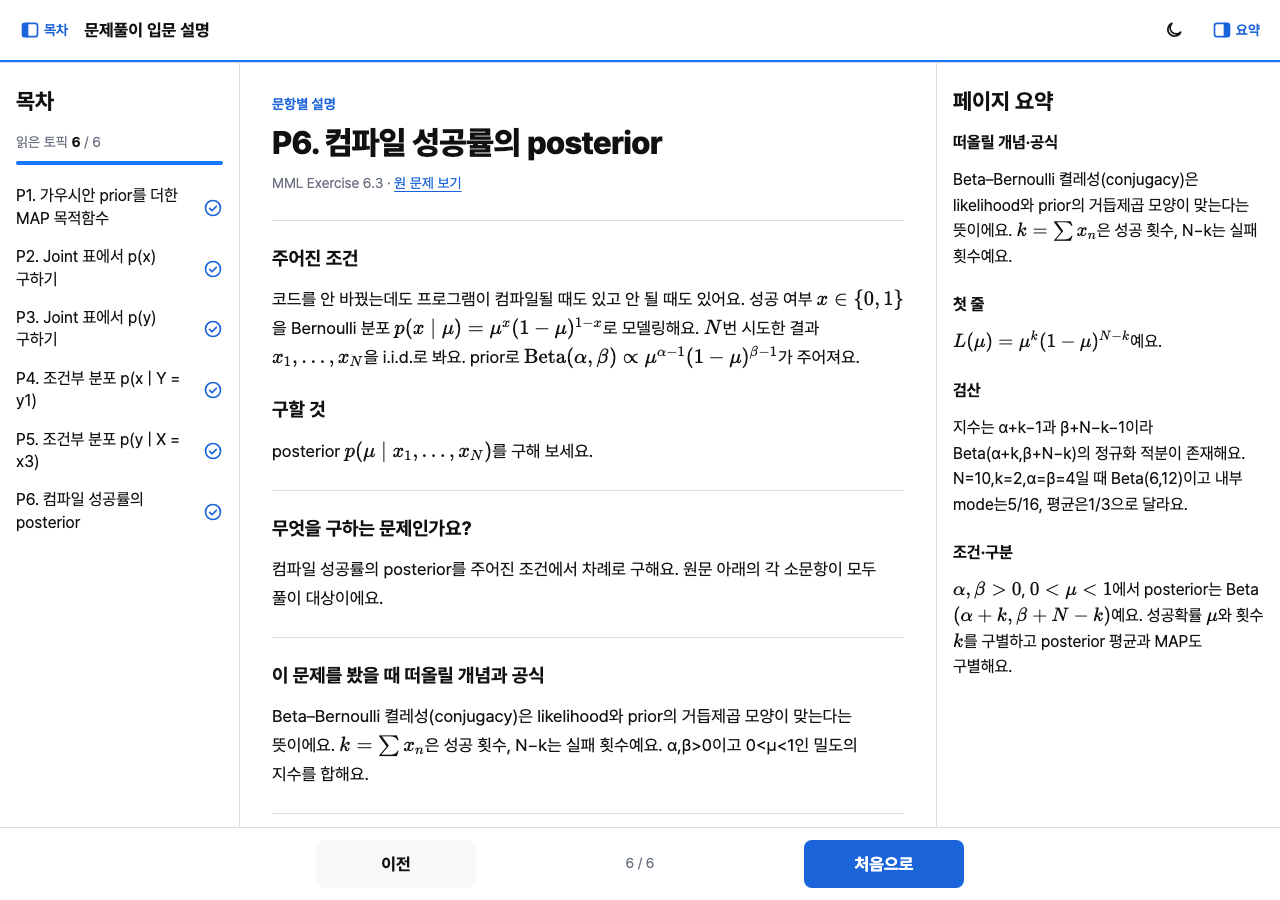 목차
문제풀이 입문 설명
요약
목차
읽은 토픽 6 / 6
P1. 가우시안 prior를 더한
MAP 목적함수
P2. Joint 표에서 p(x)
구하기
P3. Joint 표에서 p(y)
구하기
P4. 조건부 분포 p(x | Y =
y1)
P5. 조건부 분포 p(y | X =
x3)
P6. 컴파일 성공률의
posterior
문항별 설명
P6. 컴파일 성공률의 posterior
MML Exercise 6.3 · 원 문제 보기
주어진 조건
코드를 안 바꿨는데도 프로그램이 컴파일될 때도 있고 안 될 때도 있어요. 성공 여부 x ∈ {0, 1}
을 Bernoulli 분포 p(x | μ) = μ^x(1 − μ)^{1−x}로 모델링해요. N번 시도한 결과
x_1, . . . , x_N을 i.i.d.로 봐요. prior로 Beta(α, β) ∝ μ^{α−1}(1 − μ)^{β−1}가 주어져요.
구할 것
posterior p(μ | x_1, . . . , x_N)를 구해 보세요.
무엇을 구하는 문제인가요?
컴파일 성공률의 posterior를 주어진 조건에서 차례로 구해요. 원문 아래의 각 소문항이 모두
풀이 대상이에요.
이 문제를 봤을 때 떠올릴 개념과 공식
Beta–Bernoulli 켤레성(conjugacy)은 likelihood와 prior의 거듭제곱 모양이 맞는다는
뜻이에요. k = ∑ x_n은 성공 횟수, N−k는 실패 횟수예요. α,β>0이고 0<μ<1인 밀도의
지수를 합해요.
페이지 요약
떠올릴 개념·공식
Beta–Bernoulli 켤레성(conjugacy)은
likelihood와 prior의 거듭제곱 모양이 맞는다는
뜻이에요. k = ∑ x_n은 성공 횟수, N−k는 실패
횟수예요.
첫 줄
L(μ) = μ^k(1 − μ)^{N−k}예요.
검산
지수는 α+k−1과 β+N−k−1이라
Beta(α+k,β+N−k)의 정규화 적분이 존재해요.
N=10,k=2,α=β=4일 때 Beta(6,12)이고 내부
mode는5/16, 평균은1/3으로 달라요.
조건·구분
α, β > 0, 0 < μ < 1에서 posterior는 Beta
(α + k, β + N − k)예요. 성공확률 μ와 횟수
k를 구별하고 posterior 평균과 MAP도
구별해요.
이전
6 / 6
처음으로